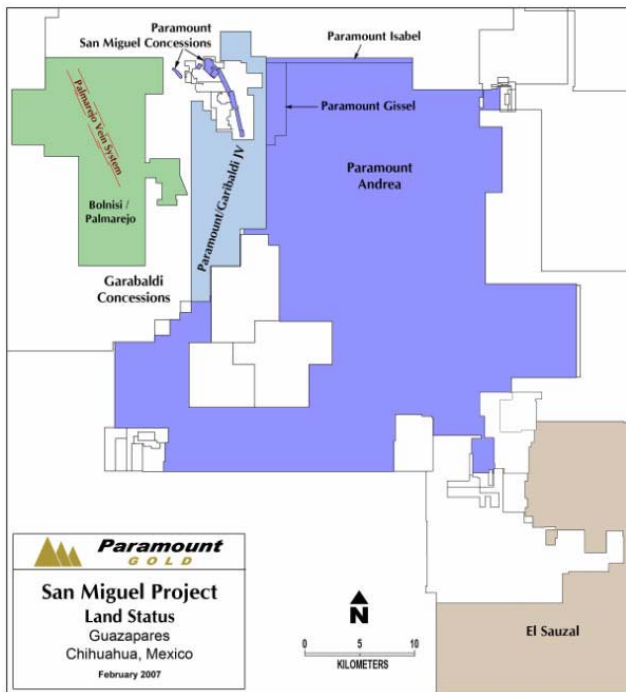 Paramount
San Miguel Concessions
Paramount Isabel
Paramount Gissel
Palmarejo Vein System
Paramount
Andrea
Bolnisi /
Palmarejo
Paramount/Garibaldi JV
Garabaldi
Concessions
Paramount
GOLD
San Miguel Project
Land Status
Guazapares
Chihuahua, Mexico
February 2007
N
0 5 10
KILOMETERS
El Sauzal